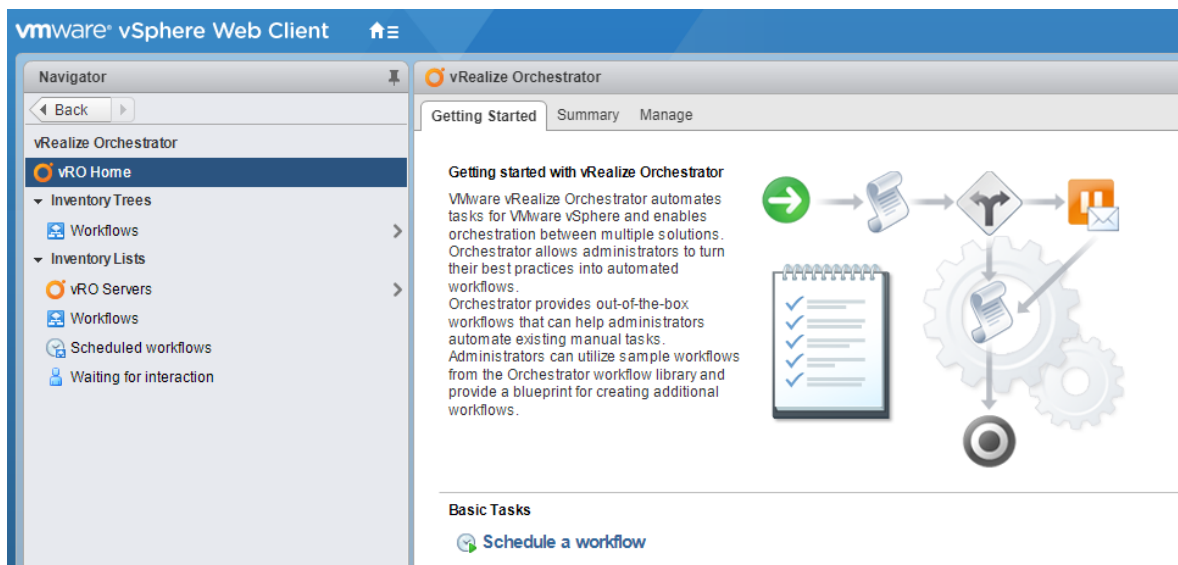 vmware® vSphere Web Client
Navigator
Back
vRealize Orchestrator
vRO Home
Inventory Trees
Workflows
Inventory Lists
vRO Servers
Workflows
Scheduled workflows
Waiting for interaction
vRealize Orchestrator
Getting Started Summary Manage
Getting started with vRealize Orchestrator
VMware vRealize Orchestrator automates
tasks for VMware vSphere and enables
orchestration between multiple solutions.
Orchestrator allows administrators to turn
their best practices into automated
workflows.
Orchestrator provides out-of-the-box
workflows that can help administrators
automate existing manual tasks.
Administrators can utilize sample workflows
from the Orchestrator workflow library and
provide a blueprint for creating additional
workflows.
Basic Tasks
Schedule a workflow